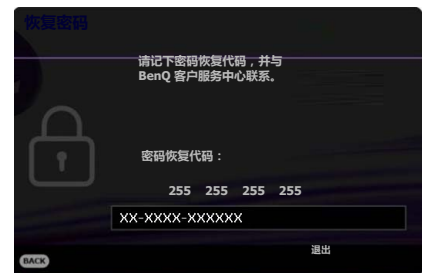 恢复密码
请记下密码恢复代码，并与
BenQ 客户服务中心联系。
密码恢复代码：
255 255 255 255
XX-XXXX-XXXXXX
退出
BACK